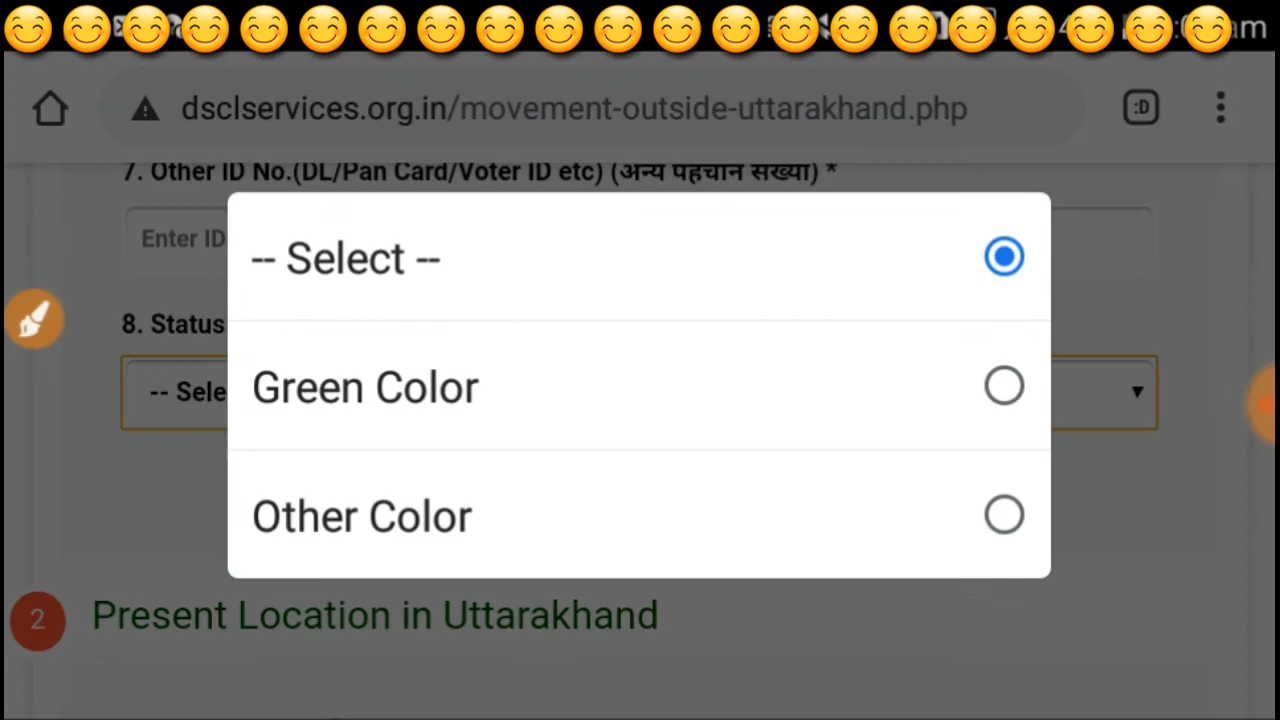 am
dsclservices.org.in/movement-outside-uttarakhand.php
:D
7. Other ID No.(DL/Pan Card/Voter ID etc) (अन्य पहचान संख्या) *
Enter ID
-- Select --
8. Status
-- Sele
Green Color
Other Color
2
Present Location in Uttarakhand